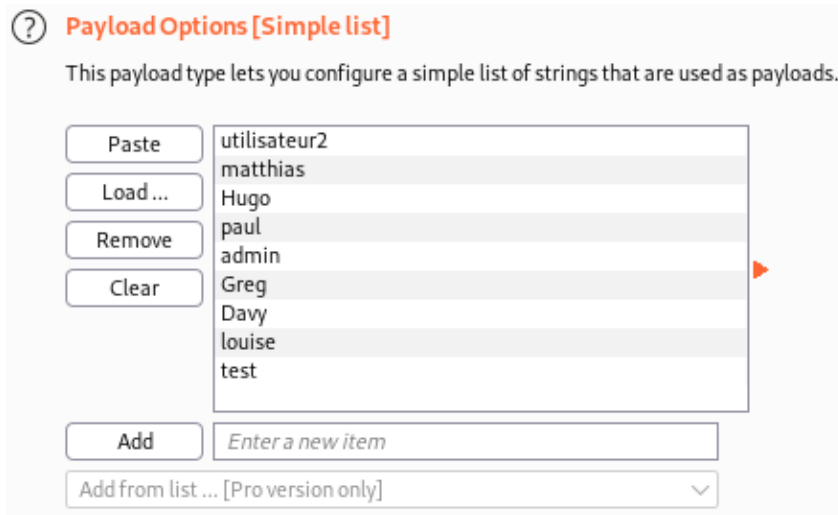 ? Payload Options [Simple list]
This payload type lets you configure a simple list of strings that are used as payloads.
Paste
Load ...
Remove
Clear
utilisateur2
matthias
Hugo
paul
admin
Greg
Davy
louise
test
Add
Enter a new item
Add from list ... [Pro version only]